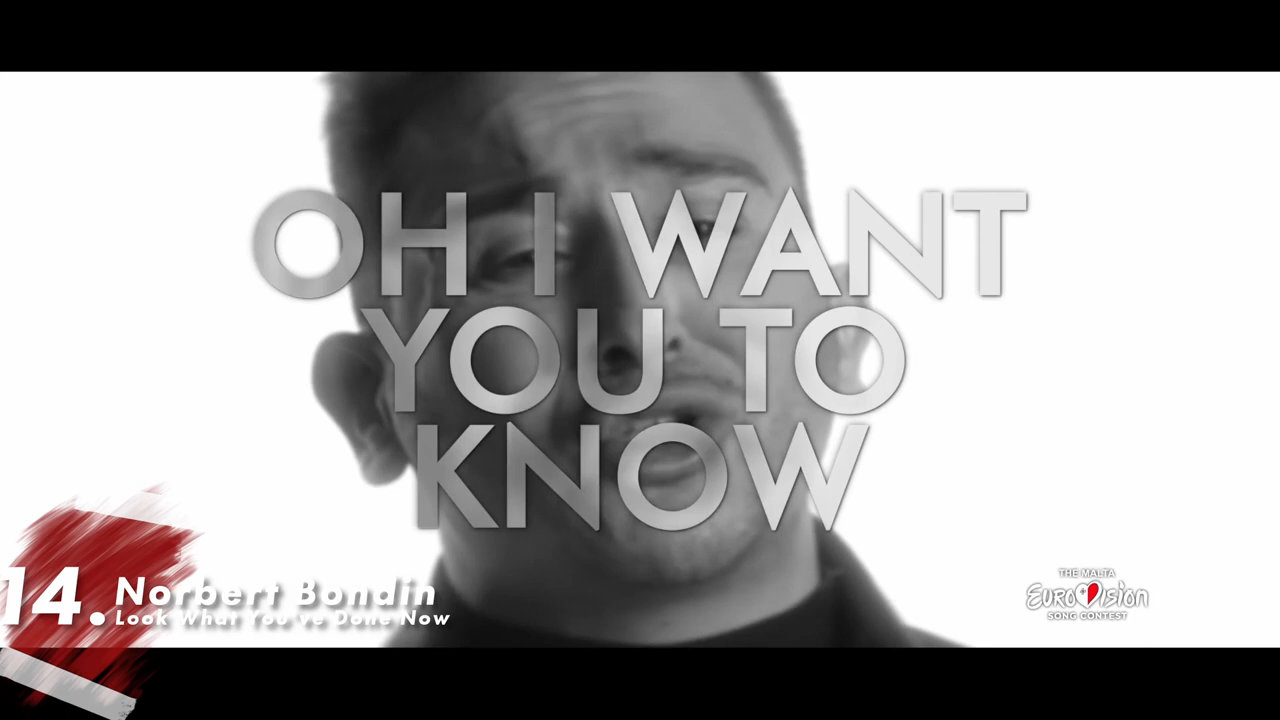 OH I WANT
YOU TO
KNOW
14.
Norbert Bondin
Look What You've Done Now
THE MALTA
EUROVISION
SONG CONTEST